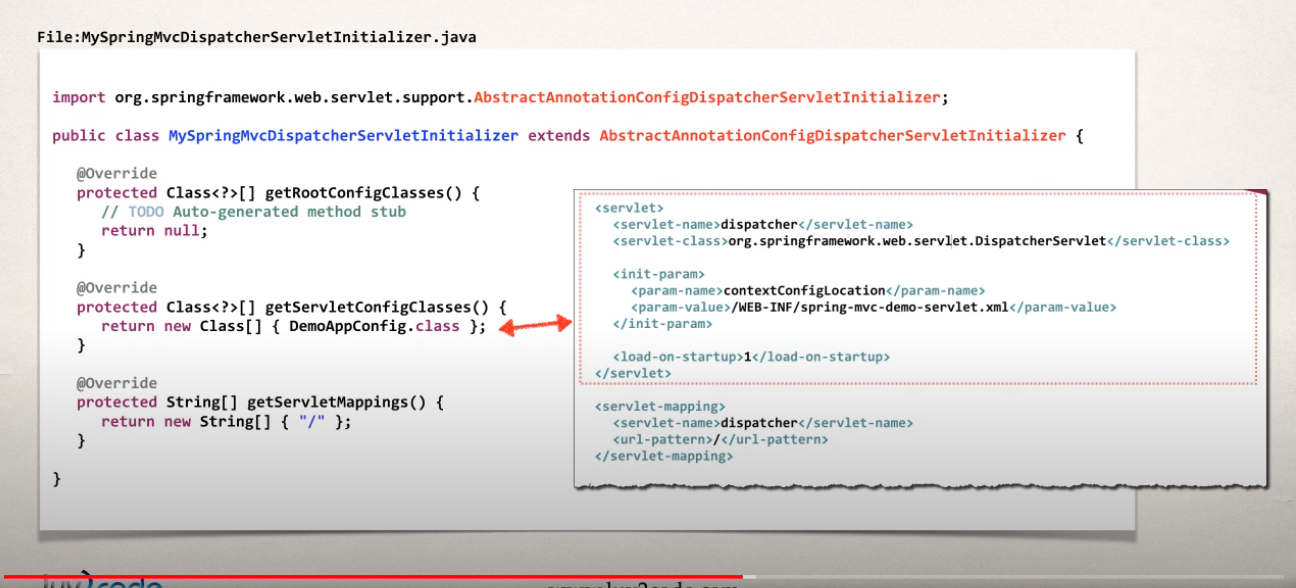 File:MySpringMvcDispatcherServletInitializer.java
import org.springframework.web.servlet.support.AbstractAnnotationConfigDispatcherServletInitializer;
public class MySpringMvcDispatcherServletInitializer extends AbstractAnnotationConfigDispatcherServletInitializer {
@Override
protected Class<?>[] getRootConfigClasses() {
// TODO Auto-generated method stub
return null;
}
@Override
protected Class<?>[] getServletConfigClasses() {
return new Class[] { DemoAppConfig.class };
}
@Override
protected String[] getServletMappings() {
return new String[] { "/" };
}
}
<servlet>
<servlet-name>dispatcher</servlet-name>
<servlet-class>org.springframework.web.servlet.DispatcherServlet</servlet-class>
<init-param>
<param-name>contextConfigLocation</param-name>
<param-value>/WEB-INF/spring-mvc-demo-servlet.xml</param-value>
</init-param>
<load-on-startup>1</load-on-startup>
</servlet>
<servlet-mapping>
<servlet-name>dispatcher</servlet-name>
<url-pattern>/</url-pattern>
</servlet-mapping>